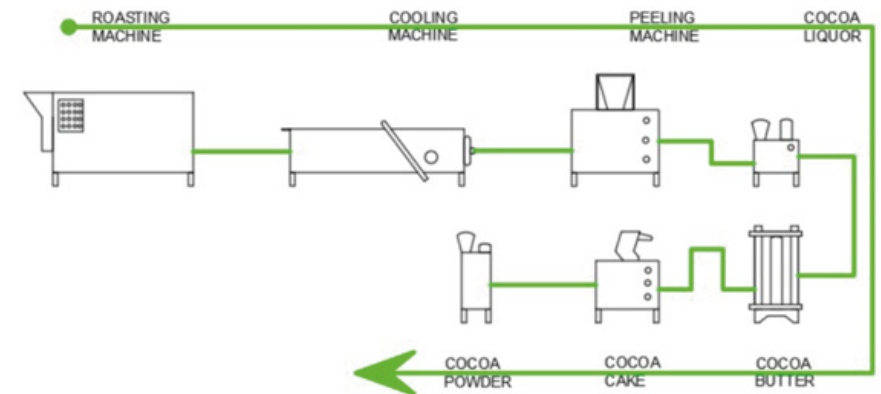 ROASTING
MACHINE
COOLING
MACHINE
PEELING
MACHINE
COCOA
LIQUOR
COCOA
POWDER
COCOA
CAKE
COCOA
BUTTER